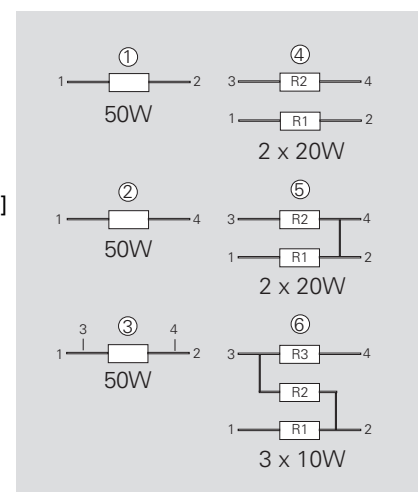 ① ④
1 2 3 R2 4
50W 1 R1 2
2 x 20W
② ⑤
]
1 4 3 R2 4
50W 1 R1 2
2 x 20W
3 ③ 4 ⑥
1 2 3 R3 4
50W R2
1 R1 2
3 x 10W